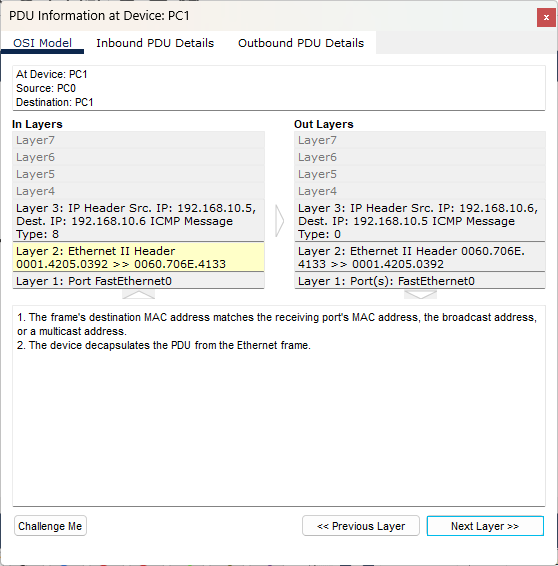 PDU Information at Device: PC1
x
OSI Model Inbound PDU Details Outbound PDU Details
At Device: PC1
Source: PC0
Destination: PC1
In Layers
Layer7
Layer6
Layer5
Layer4
Layer 3: IP Header Src. IP: 192.168.10.5,
Dest. IP: 192.168.10.6 ICMP Message
Type: 8
Layer 2: Ethernet II Header
0001.4205.0392 >> 0060.706E.4133
Layer 1: Port FastEthernet0
Out Layers
Layer7
Layer6
Layer5
Layer4
Layer 3: IP Header Src. IP: 192.168.10.6,
Dest. IP: 192.168.10.5 ICMP Message
Type: 0
Layer 2: Ethernet II Header 0060.706E.
4133 >> 0001.4205.0392
Layer 1: Port(s): FastEthernet0
1. The frame's destination MAC address matches the receiving port's MAC address, the broadcast address,
or a multicast address.
2. The device decapsulates the PDU from the Ethernet frame.
Challenge Me << Previous Layer Next Layer >>